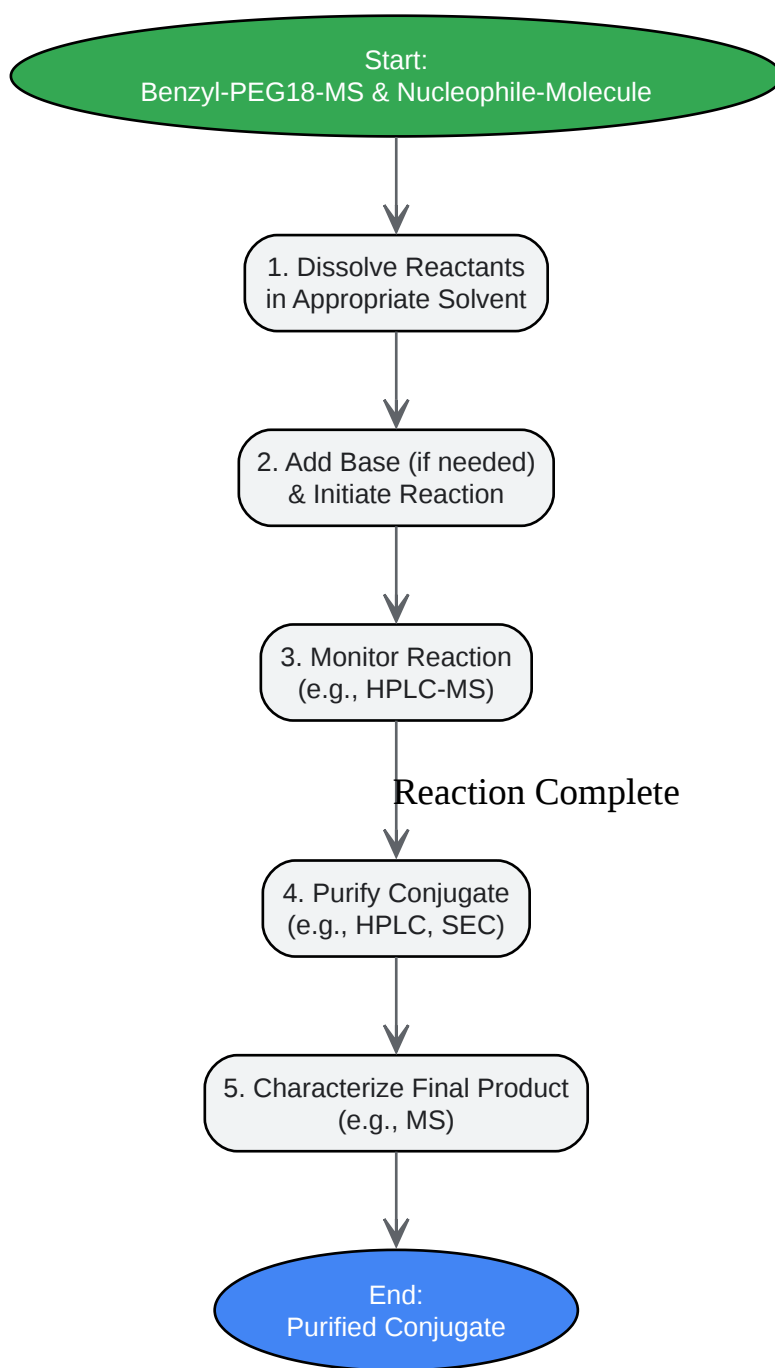 Start:
Benzyl-PEG18-MS & Nucleophile-Molecule
1. Dissolve Reactants
in Appropriate Solvent
2. Add Base (if needed)
& Initiate Reaction
3. Monitor Reaction
(e.g., HPLC-MS)
Reaction Complete
4. Purify Conjugate
(e.g., HPLC, SEC)
5. Characterize Final Product
(e.g., MS)
End:
Purified Conjugate